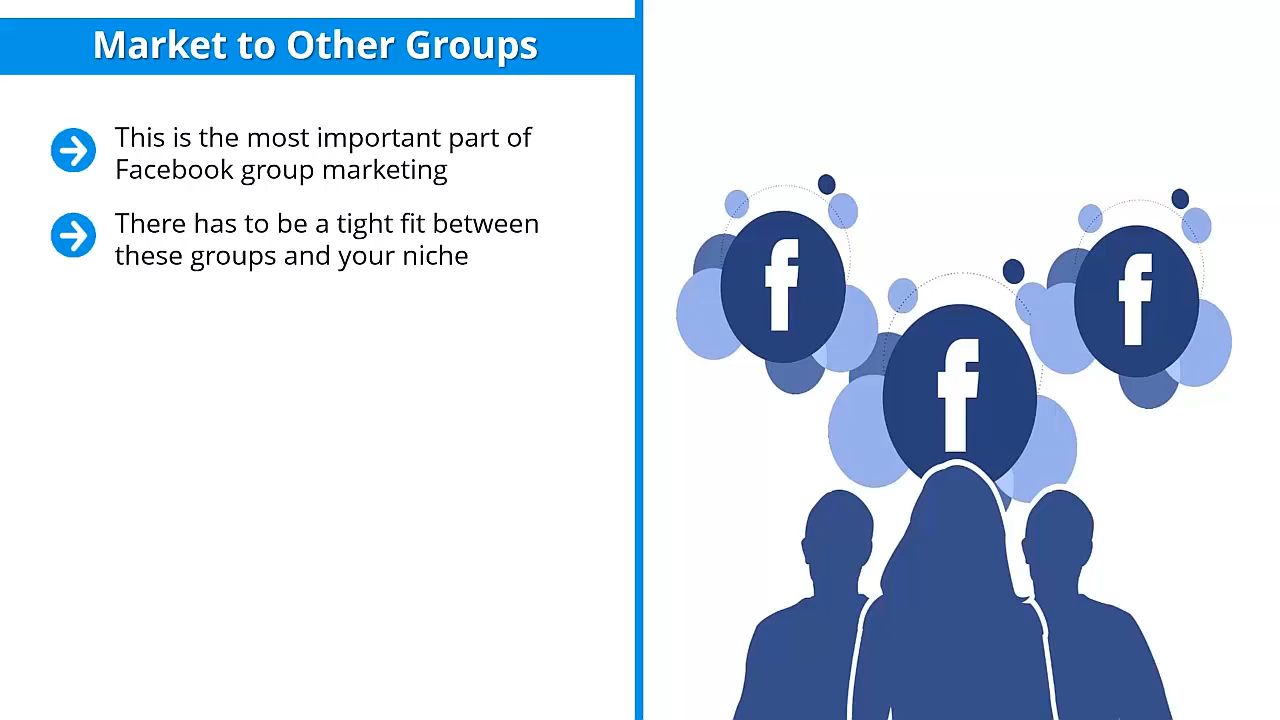 Market to Other Groups
This is the most important part of
Facebook group marketing
There has to be a tight fit between
these groups and your niche
f
f
f